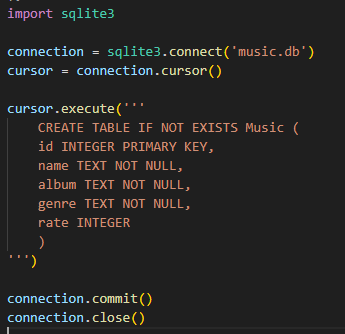 import sqlite3

connection = sqlite3.connect('music.db')
cursor = connection.cursor()

cursor.execute('''
    CREATE TABLE IF NOT EXISTS Music (
    id INTEGER PRIMARY KEY,
    name TEXT NOT NULL,
    album TEXT NOT NULL,
    genre TEXT NOT NULL,
    rate INTEGER
    )
''')

connection.commit()
connection.close()